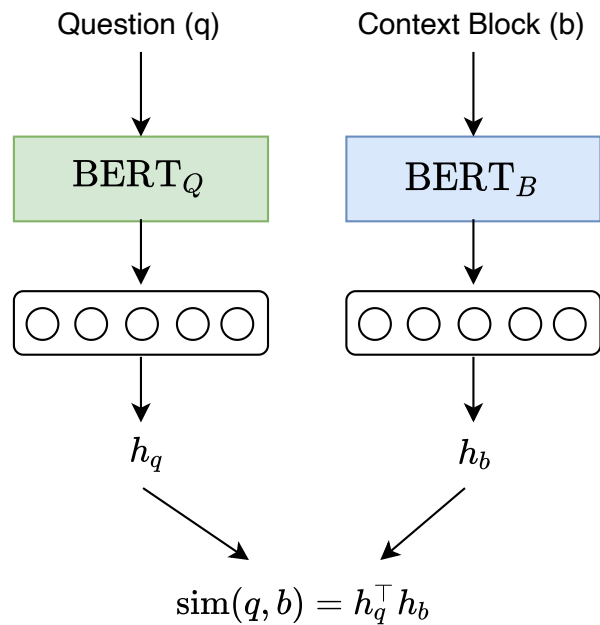 Question (q)
Context Block (b)
BERT_Q
BERT_B
h_q
h_b
sim(q, b) = h_q^⊤ h_b